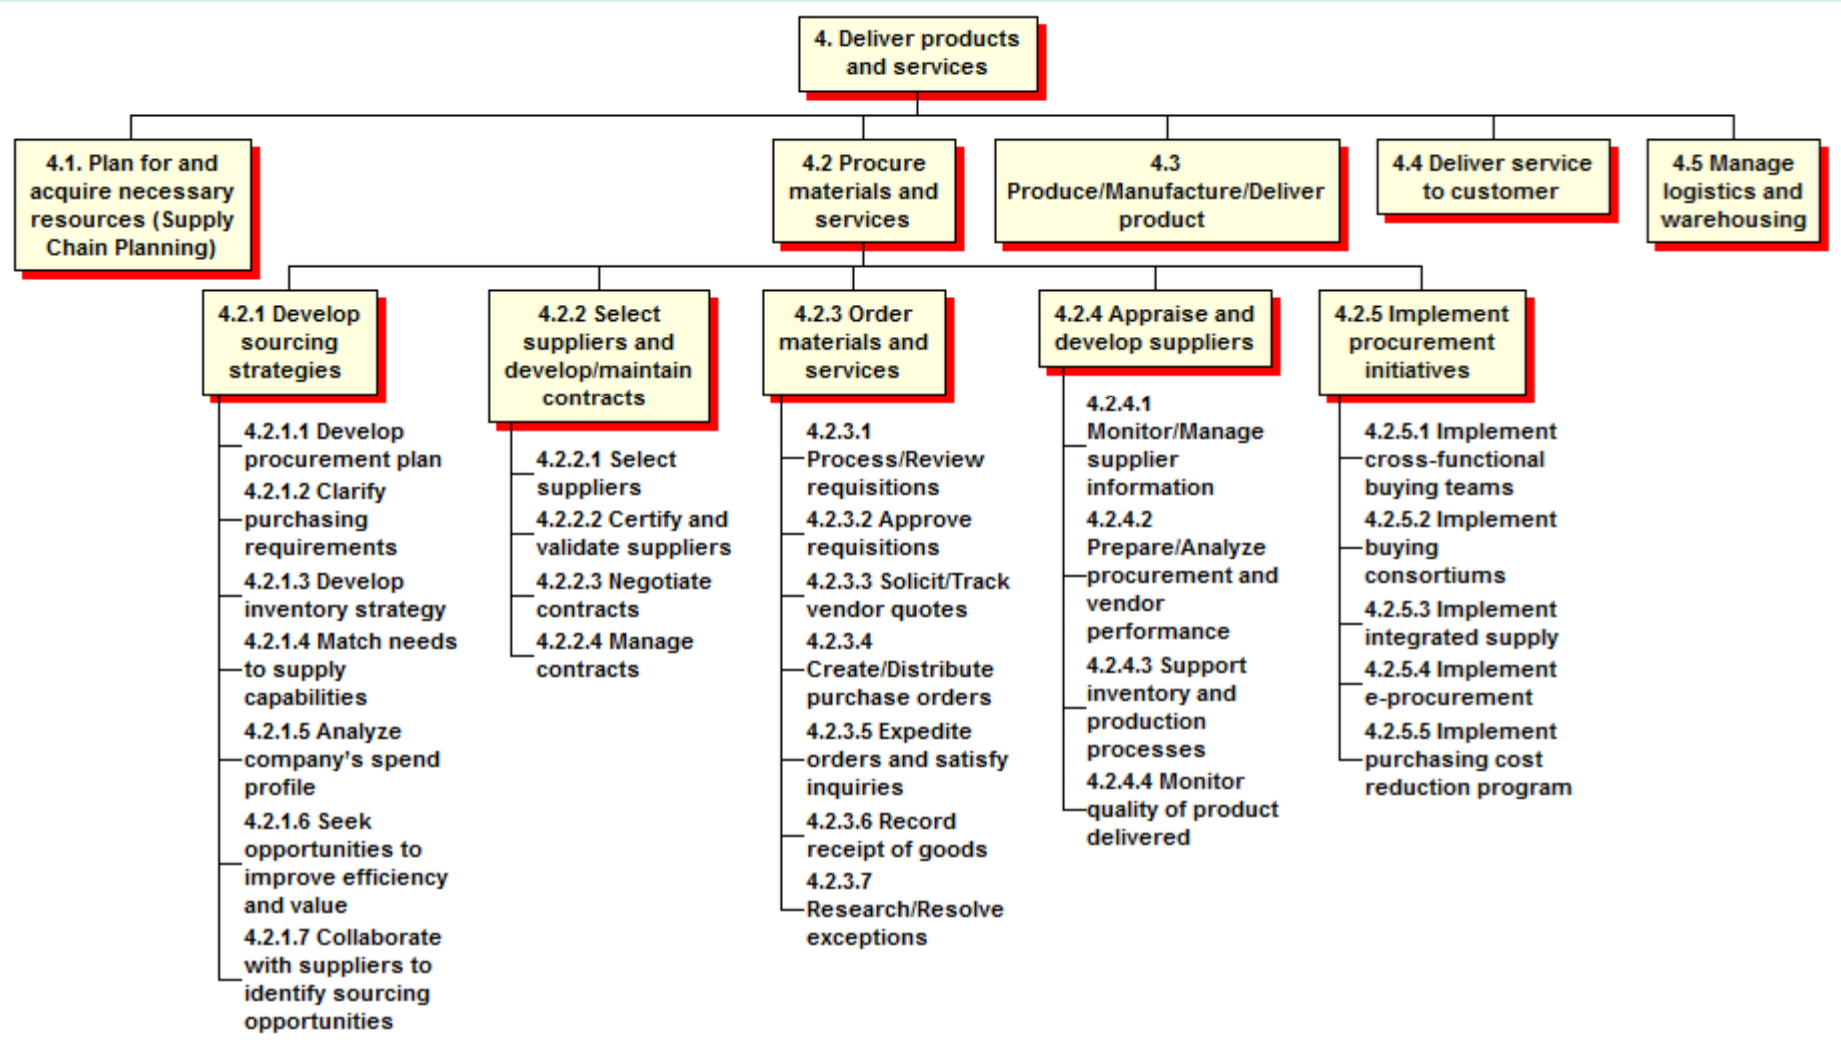 4. Deliver products
and services
4.1. Plan for and
acquire necessary
resources (Supply
Chain Planning)
4.2 Procure
materials and
services
4.3
Produce/Manufacture/Deliver
product
4.4 Deliver service
to customer
4.5 Manage
logistics and
warehousing
4.2.1 Develop
sourcing
strategies
4.2.1.1 Develop
procurement plan
4.2.1.2 Clarify
purchasing
requirements
4.2.1.3 Develop
inventory strategy
4.2.1.4 Match needs
to supply
capabilities
4.2.1.5 Analyze
company's spend
profile
4.2.1.6 Seek
opportunities to
improve efficiency
and value
4.2.1.7 Collaborate
with suppliers to
identify sourcing
opportunities
4.2.2 Select
suppliers and
develop/maintain
contracts
4.2.2.1 Select
suppliers
4.2.2.2 Certify and
validate suppliers
4.2.2.3 Negotiate
contracts
4.2.2.4 Manage
contracts
4.2.3 Order
materials and
services
4.2.3.1
Process/Review
requisitions
4.2.3.2 Approve
requisitions
4.2.3.3 Solicit/Track
vendor quotes
4.2.3.4
Create/Distribute
purchase orders
4.2.3.5 Expedite
orders and satisfy
inquiries
4.2.3.6 Record
receipt of goods
4.2.3.7
Research/Resolve
exceptions
4.2.4 Appraise and
develop suppliers
4.2.4.1
Monitor/Manage
supplier
information
4.2.4.2
Prepare/Analyze
procurement and
vendor
performance
4.2.4.3 Support
inventory and
production
processes
4.2.4.4 Monitor
quality of product
delivered
4.2.5 Implement
procurement
initiatives
4.2.5.1 Implement
cross-functional
buying teams
4.2.5.2 Implement
buying
consortiums
4.2.5.3 Implement
integrated supply
4.2.5.4 Implement
e-procurement
4.2.5.5 Implement
purchasing cost
reduction program